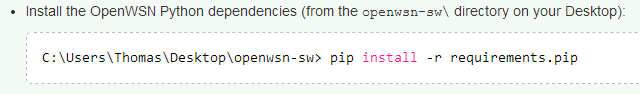 Install the OpenWSN Python dependencies (from the openwsn-sw\ directory on your Desktop):
C:\Users\Thomas\Desktop\openwsn-sw> pip install -r requirements.pip